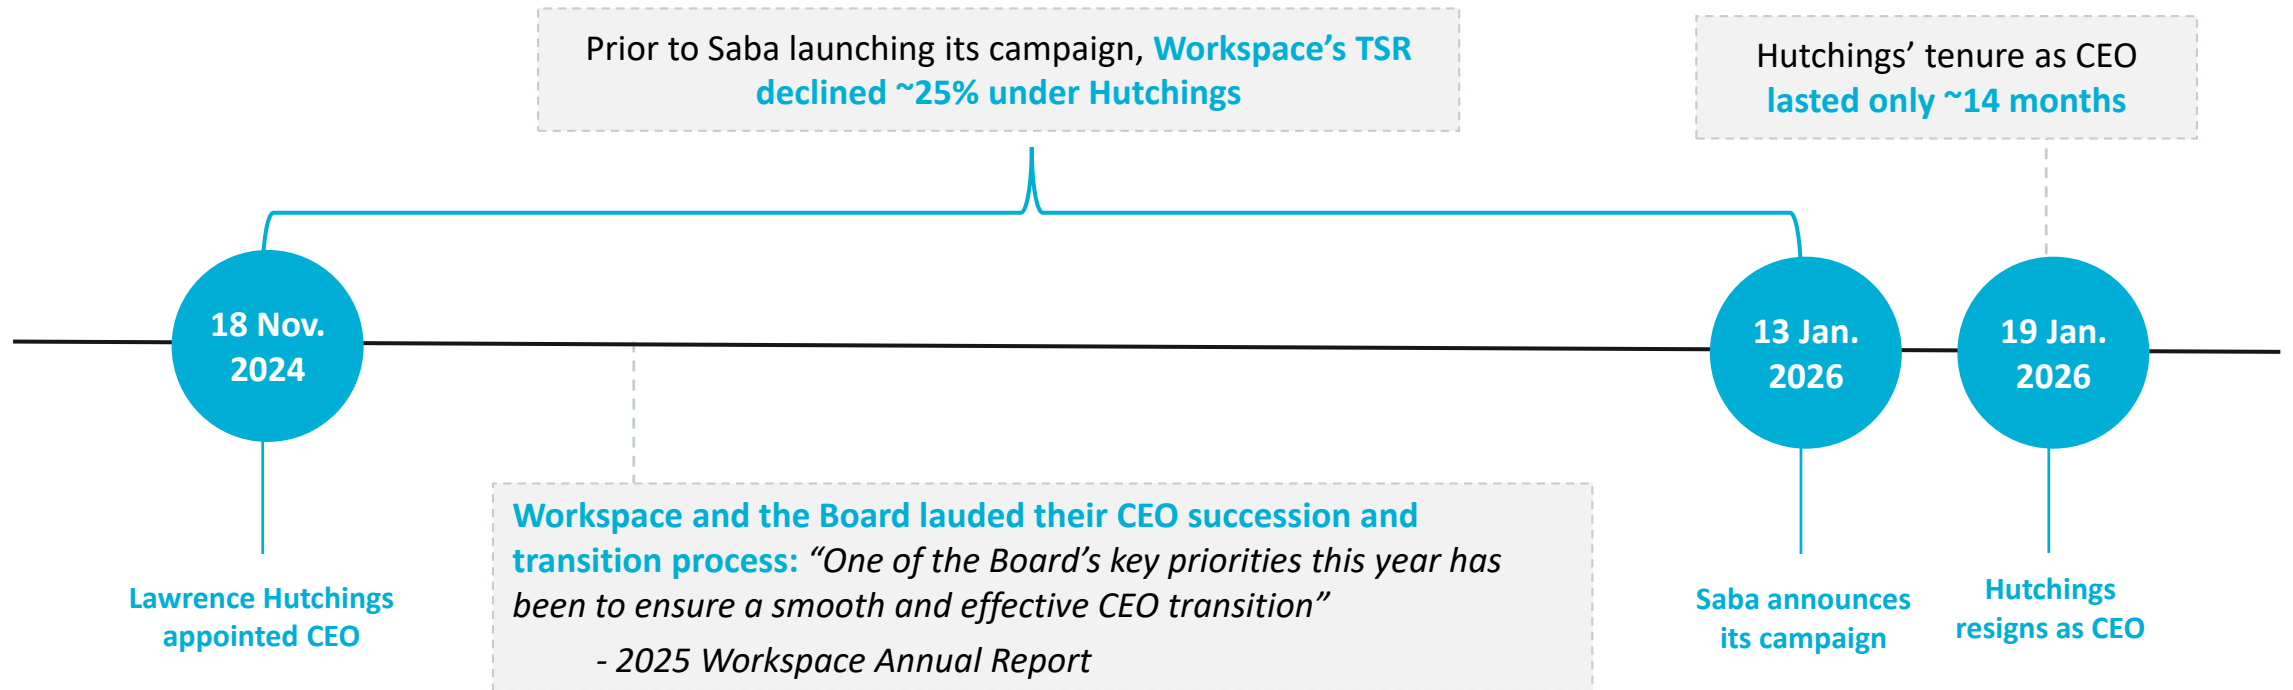 Prior to Saba launching its campaign, Workspace’s TSR
declined ~25% under Hutchings
Hutchings’ tenure as CEO
lasted only ~14 months
18 Nov.
2024
13 Jan.
2026
19 Jan.
2026
Lawrence Hutchings
appointed CEO
Workspace and the Board lauded their CEO succession and
transition process: “One of the Board’s key priorities this year has
been to ensure a smooth and effective CEO transition”
- 2025 Workspace Annual Report
Saba announces
its campaign
Hutchings
resigns as CEO